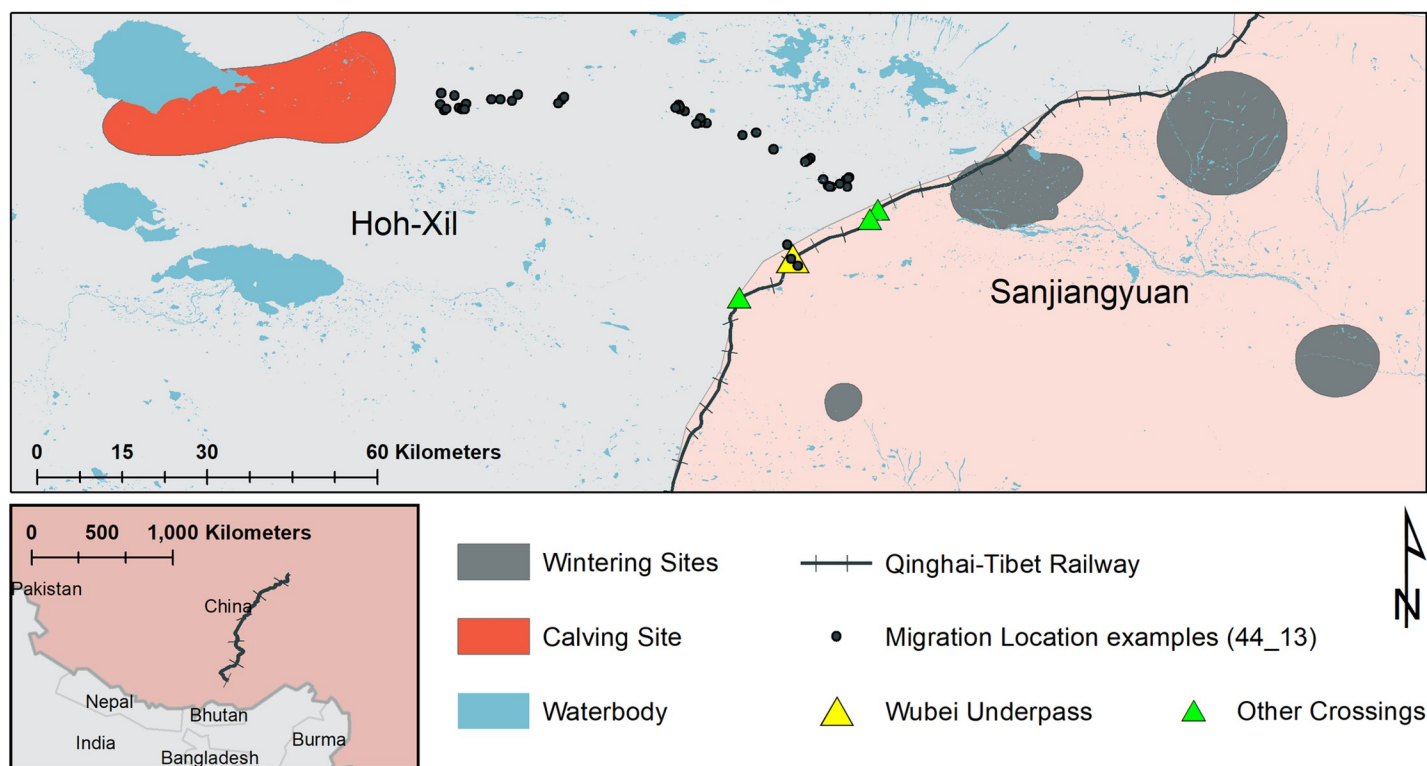 Hoh-Xil
Sanjiangyuan
0 15 30 60 Kilometers
0 500 1,000 Kilometers
Pakistan
China
Nepal
Bhutan
India
Bangladesh
Burma
Wintering Sites
Qinghai-Tibet Railway
Calving Site
Migration Location examples (44_13)
Waterbody
Wubei Underpass
Other Crossings
N